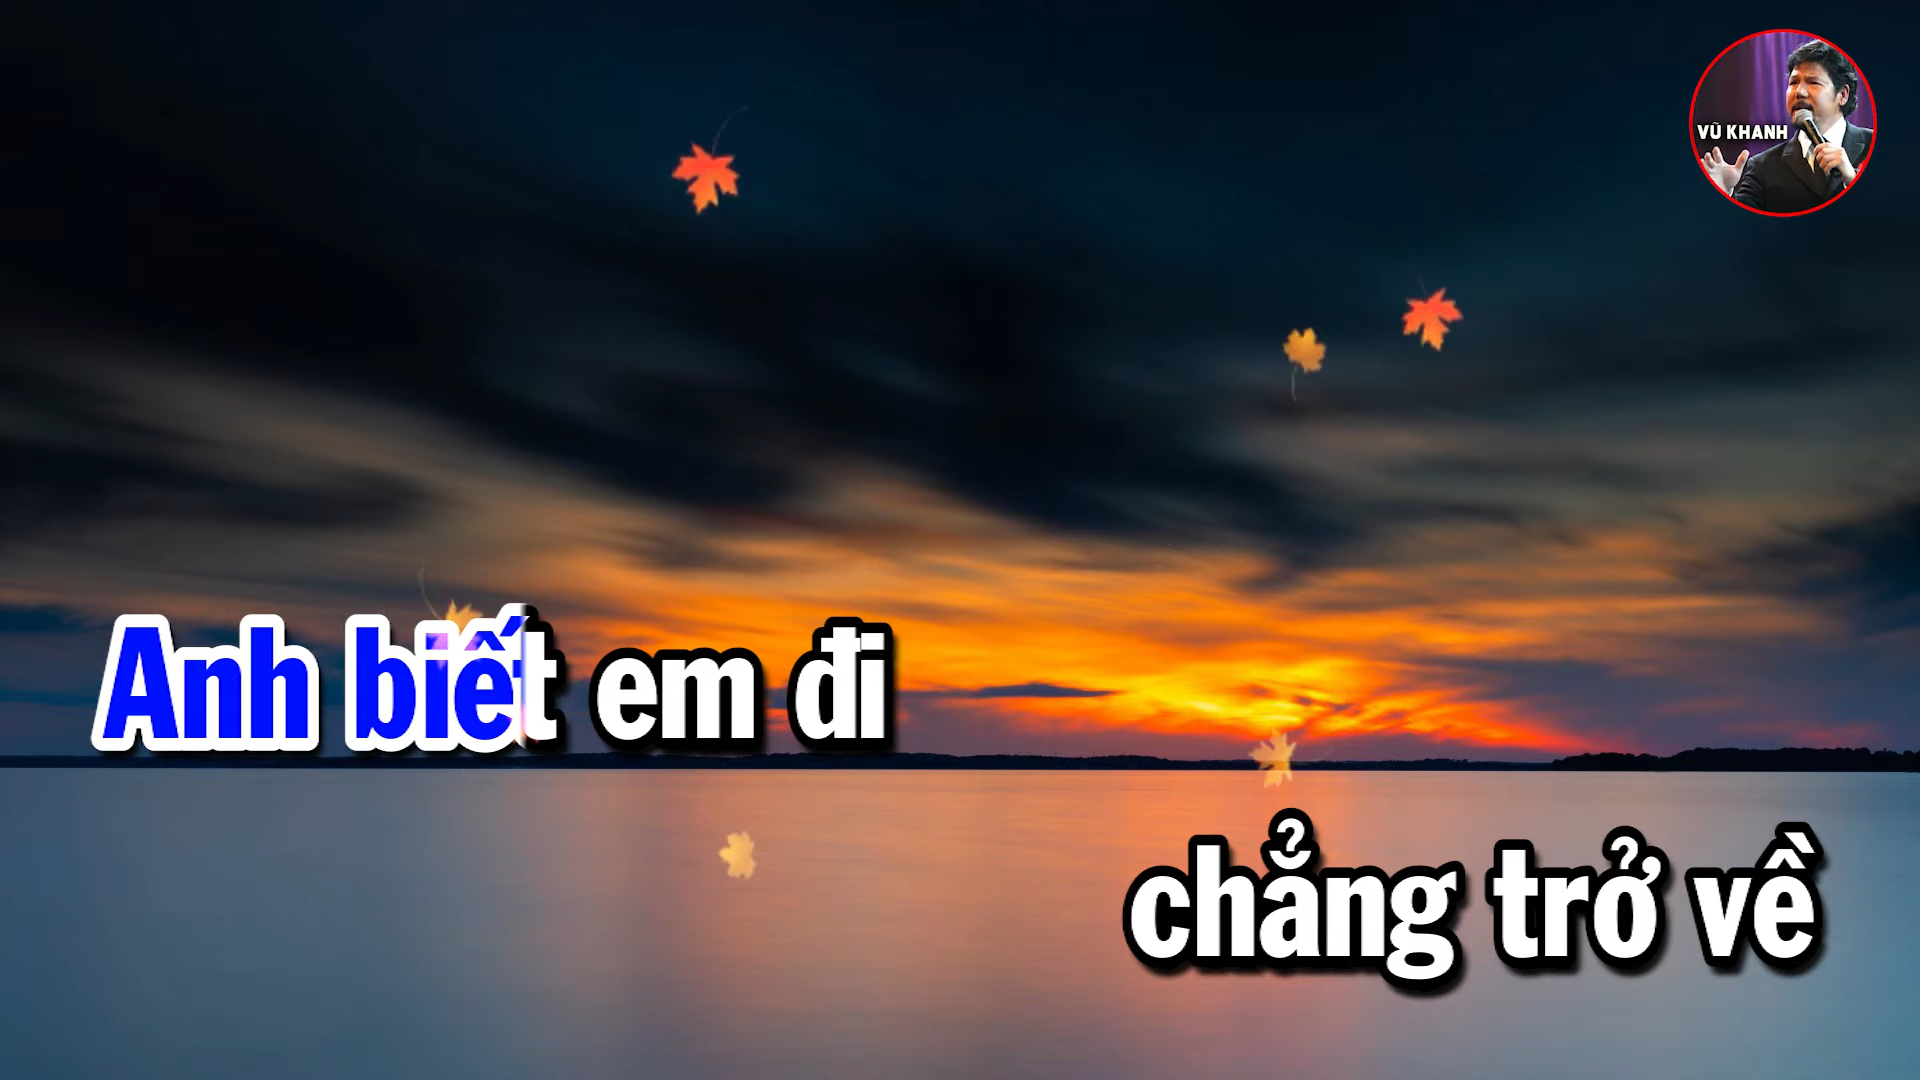 VŨ KHANH
Anh biết em đi
chẳng trở về